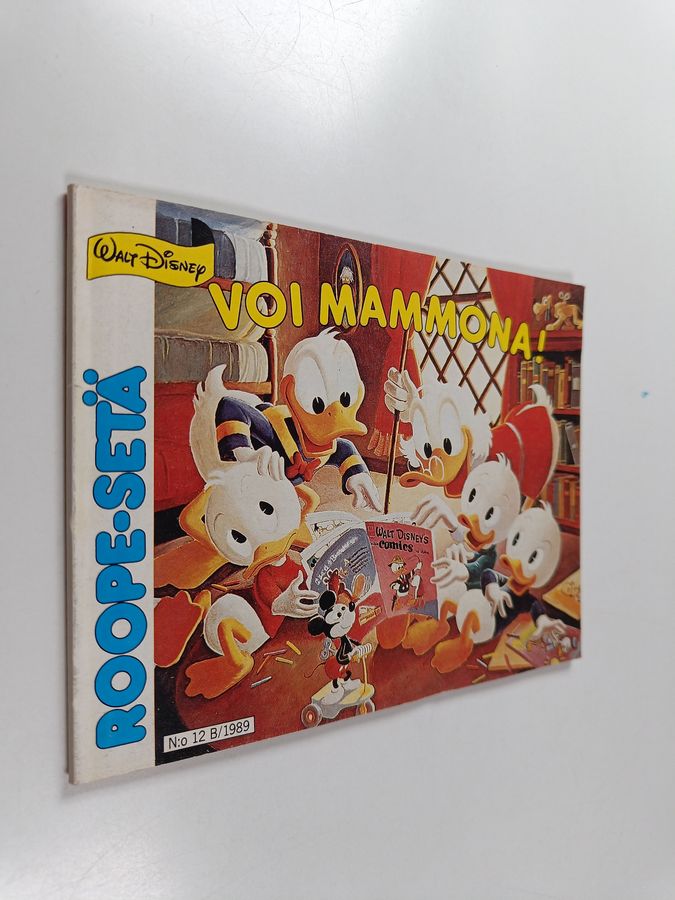 WALT DISNEY
VOI MAMMONA!
ROOPE-SETÄ
WALT DISNEY'S
comics
N:o 12 B/1989